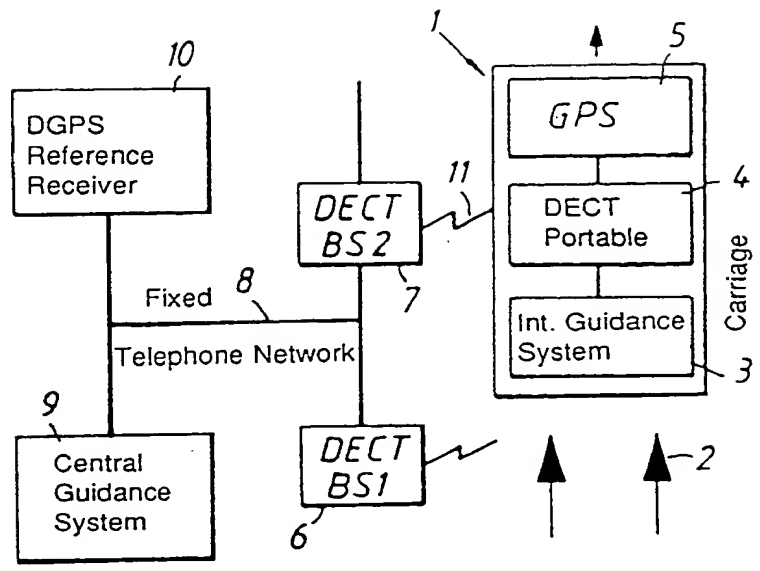 10
DGPS
Reference
Receiver
1
5
GPS
4
DECT
Portable
11
DECT
BS2
7
Carriage
Int. Guidance
System
3
Fixed
8
Telephone Network
9
Central
Guidance
System
DECT
BS1
6
2